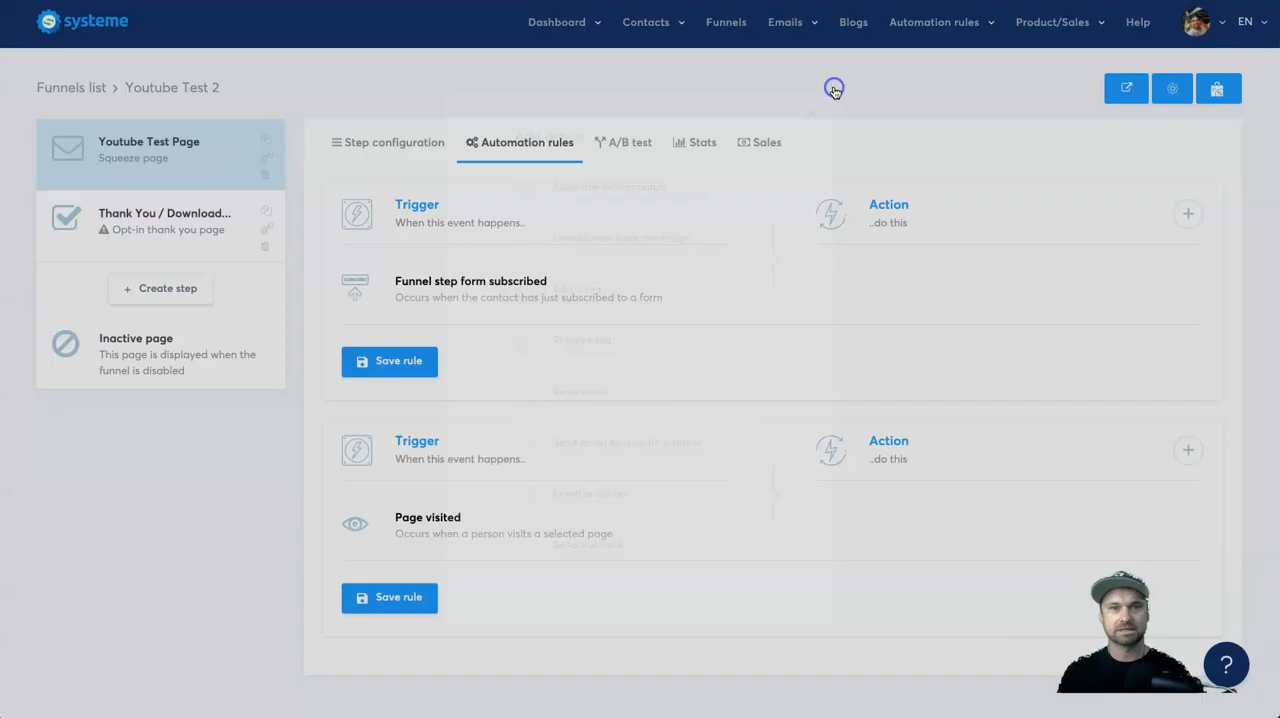 systeme
Dashboard
Contacts
Funnels
Emails
Blogs
Automation rules
Product/Sales
Help
EN
Funnels list > Youtube Test 2
Youtube Test Page
Squeeze page
Thank You / Download...
Opt-in thank you page
+ Create step
Inactive page
This page is displayed when the
funnel is disabled
Step configuration
Automation rules
A/B test
Stats
Sales
Trigger
When this event happens..
Action
..do this
Funnel step form subscribed
Occurs when the contact has just subscribed to a form
Save rule
Trigger
When this event happens..
Action
..do this
Page visited
Occurs when a person visits a selected page
Save rule
?